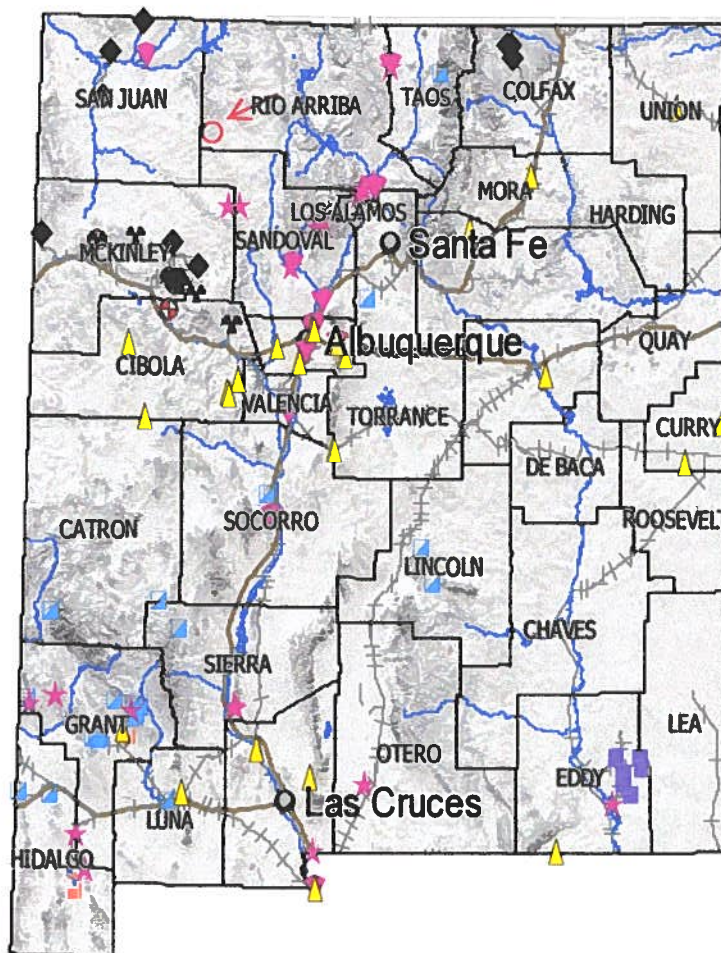 SAN JUAN
RIO ARRIBA
TAOS
COLFAX
UNION
MORA
HARDING
LOS ALAMOS
SANDOVAL
MCKINLEY
Santa Fe
Albuquerque
QUAY
CIBOLA
VALENCIA
TORRANCE
CURRY
DE BACA
CATRON
SOCORRO
ROOSEVELT
LINCOLN
CHAVES
SIERRA
GRANT
OTERO
LEA
EDDY
Las Cruces
LUNA
HIDALGO